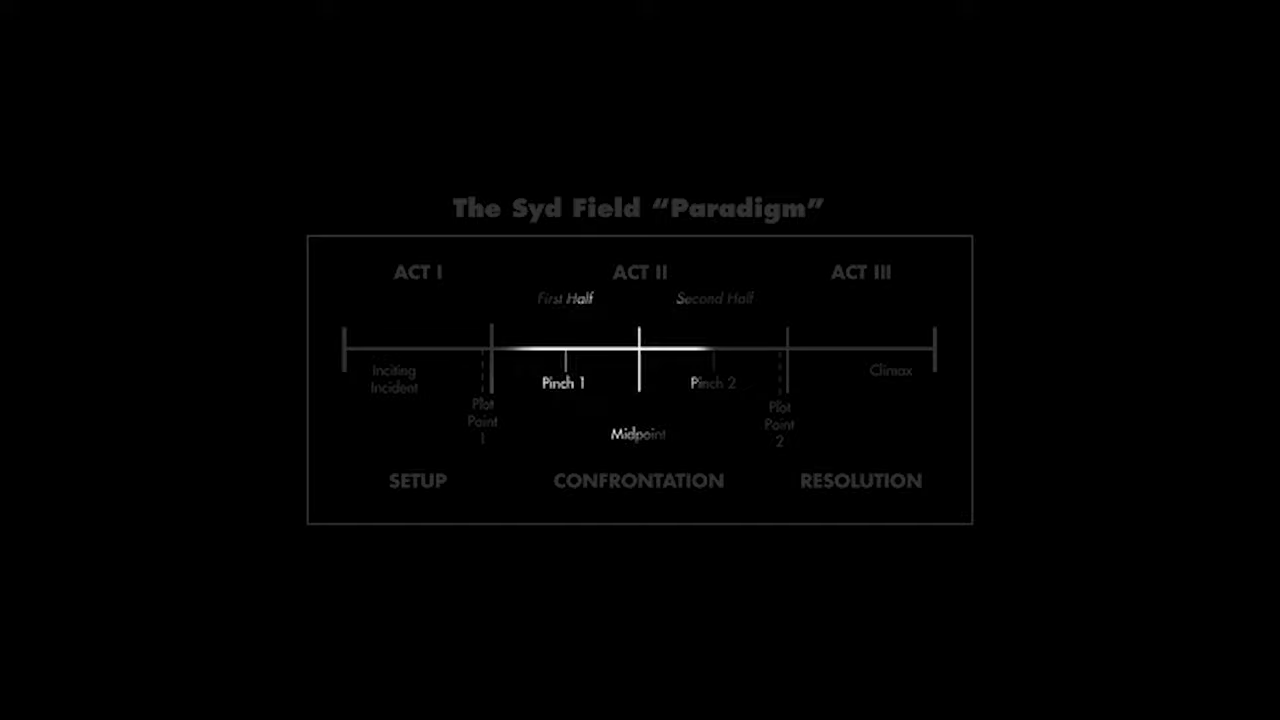 The Syd Field “Paradigm”
ACT I
ACT II
ACT III
First Half
Second Half
Inciting
Incident
Pinch 1
Pinch 2
Climax
Plot
Point
1
Plot
Point
2
Midpoint
SETUP
CONFRONTATION
RESOLUTION